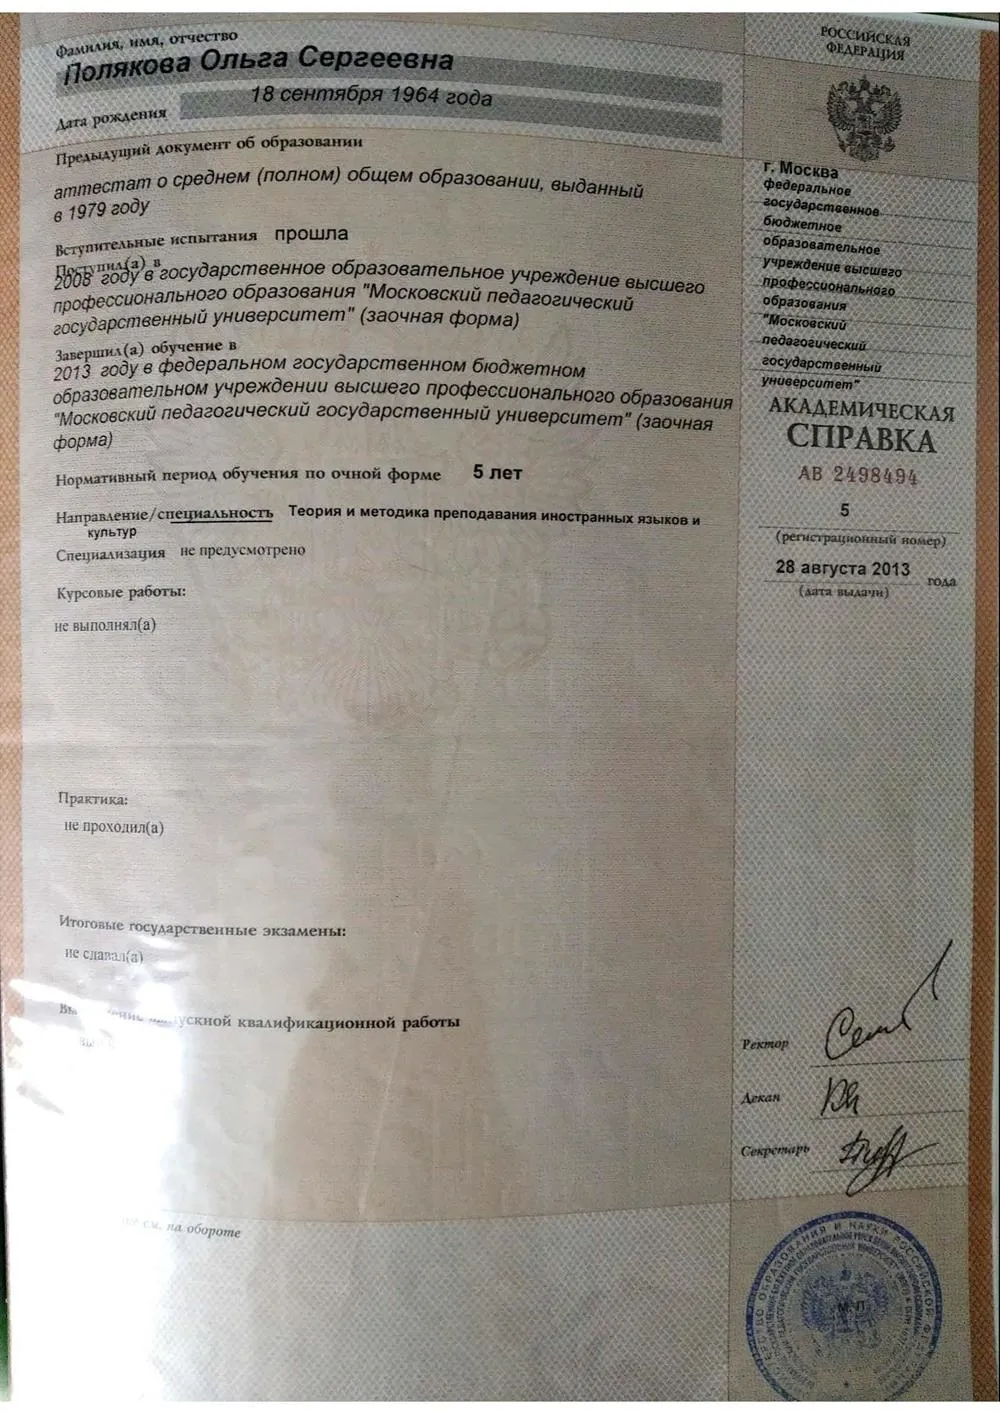 Фамилия, имя, отчество
Полякова Ольга Сергеевна
18 сентября 1964 года
Дата рождения
Предыдущий документ об образовании
аттестат о среднем (полном) общем образовании, выданный
в 1979 году
Вступительные испытания прошла
Поступил(а) в
2008 году в государственное образовательное учреждение высшего
профессионального образования "Московский педагогический
государственный университет" (заочная форма)
Завершил(а) обучение в
2013 году в федеральном государственном бюджетном
образовательном учреждении высшего профессионального образования
"Московский педагогический государственный университет" (заочная
форма)
Нормативный период обучения по очной форме 5 лет
Направление/специальность Теория и методика преподавания иностранных языков и
культур
Специализация не предусмотрено
Курсовые работы:
не выполнял(а)
Практика:
не проходил(а)
Итоговые государственные экзамены:
не сдавал(а)
квалификационной работы
см. на обороте
РОССИЙСКАЯ
ФЕДЕРАЦИЯ
г. Москва
федеральное
государственное
бюджетное
образовательное
учреждение высшего
профессионального
образования
"Московский
педагогический
государственный
университет"
АКАДЕМИЧЕСКАЯ
СПРАВКА
АВ 2498494
5
(регистрационный номер)
28 августа 2013 года
(дата выдачи)
Ректор
Декан
Секретарь
М.П.